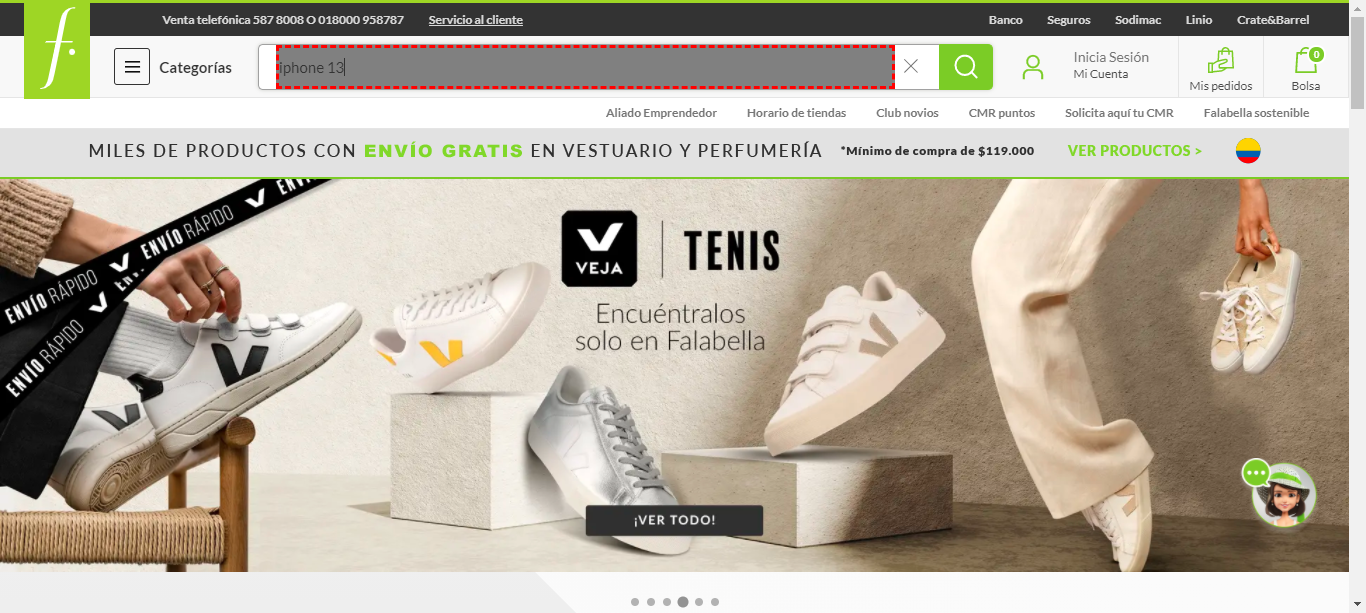 Venta telefónica 587 8008 O 018000 958787 Servicio al cliente Banco Seguros Sodimac Linio Crate&Barrel
f.
Categorías iphone 13 Inicia Sesión
Mi Cuenta
Mis pedidos
0
Bolsa
Aliado Emprendedor Horario de tiendas Club novios CMR puntos Solicita aquí tu CMR Falabella sostenible
MILES DE PRODUCTOS CON ENVÍO GRATIS EN VESTUARIO Y PERFUMERÍA *Mínimo de compra de $119.000 VER PRODUCTOS >
ENVÍO RÁPIDO ENVÍO RÁPIDO
ENVÍO RÁPIDO
VEJA TENIS
Encuéntralos
solo en Falabella
¡VER TODO!